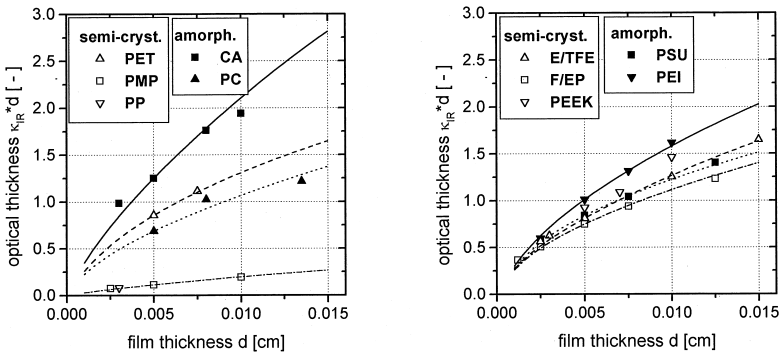 3.0
2.5
2.0
1.5
1.0
0.5
0.0
optical thickness κIR*d [ - ]
semi-cryst.
PET
PMP
PP
amorph.
CA
PC
0.000
0.005
0.010
0.015
film thickness d [cm]
3.0
2.5
2.0
1.5
1.0
0.5
0.0
optical thickness κIR*d [ - ]
semi-cryst.
E/TFE
F/EP
PEEK
amorph.
PSU
PEI
0.000
0.005
0.010
0.015
film thickness d [cm]